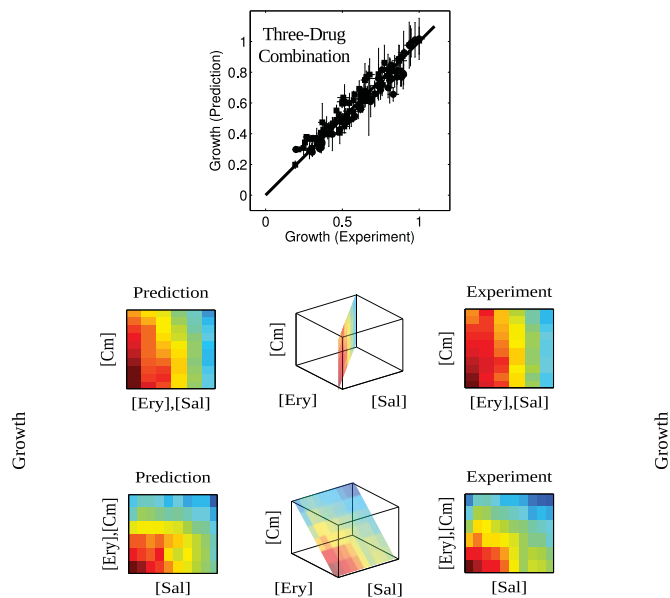 Three-Drug
Combination
Growth (Prediction)
1
0.8
0.6
0.4
0.2
0
0
0.5
1
Growth (Experiment)
Prediction
Experiment
[Cm]
[Cm]
[Cm]
[Ery],[Sal]
[Ery]
[Sal]
[Ery],[Sal]
Growth
Growth
Prediction
Experiment
[Ery],[Cm]
[Cm]
[Ery],[Cm]
[Sal]
[Ery]
[Sal]
[Sal]